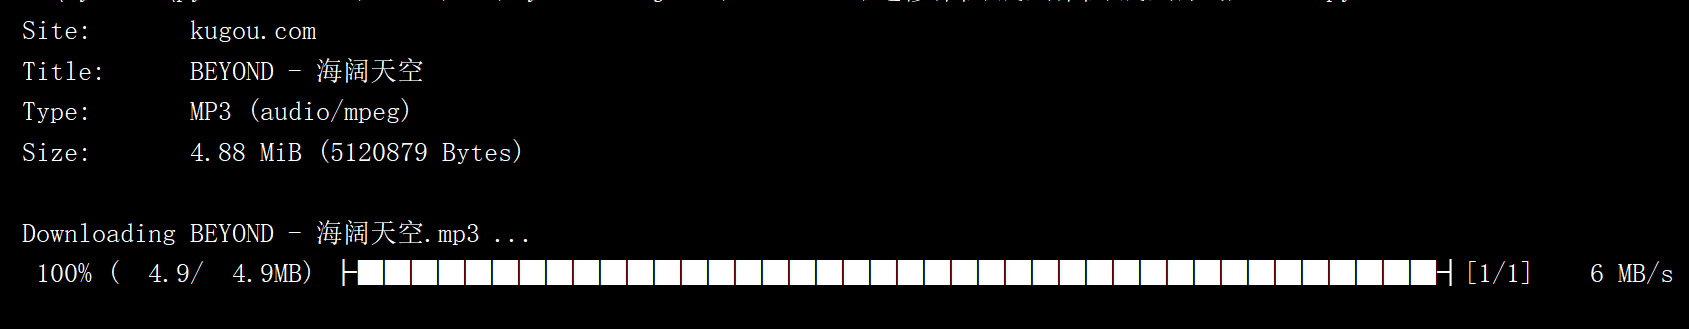 Site: kugou.com
Title: BEYOND - 海阔天空
Type: MP3 (audio/mpeg)
Size: 4.88 MiB (5120879 Bytes)
Downloading BEYOND - 海阔天空.mp3 ...
100% ( 4.9/ 4.9MB) [1/1] 6 MB/s